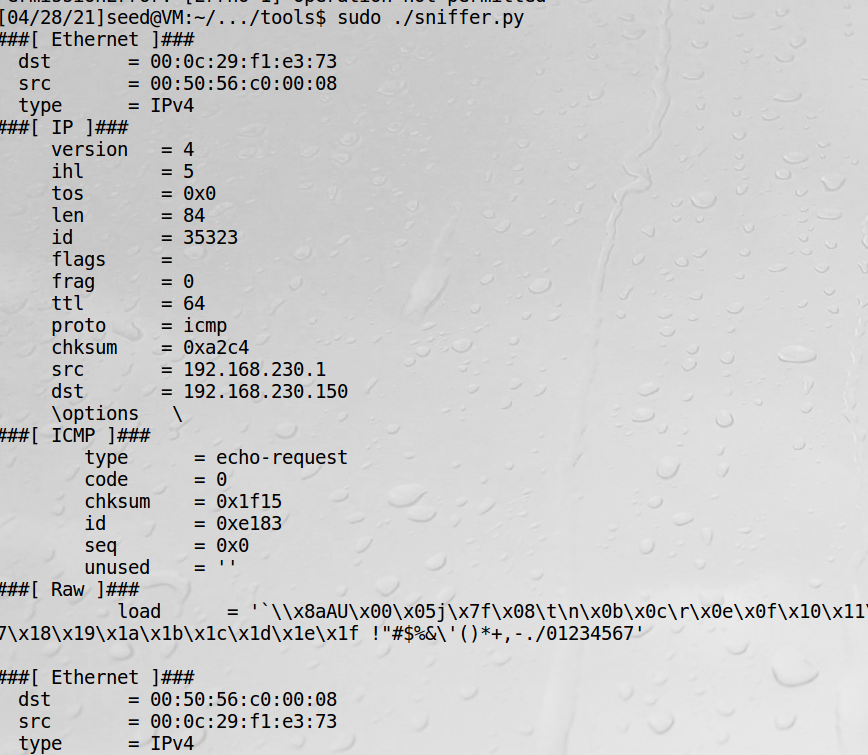 [04/28/21]seed@VM:~/.../tools$ sudo ./sniffer.py
###[ Ethernet ]###
  dst       = 00:0c:29:f1:e3:73
  src       = 00:50:56:c0:00:08
  type      = IPv4
###[ IP ]###
     version   = 4
     ihl       = 5
     tos       = 0x0
     len       = 84
     id        = 35323
     flags     =
     frag      = 0
     ttl       = 64
     proto     = icmp
     chksum    = 0xa2c4
     src       = 192.168.230.1
     dst       = 192.168.230.150
     \options   \
###[ ICMP ]###
        type      = echo-request
        code      = 0
        chksum    = 0x1f15
        id        = 0xe183
        seq       = 0x0
        unused    = ''
###[ Raw ]###
           load      = '`\\x8aAU\x00\x05j\x7f\x08\t\n\x0b\x0c\r\x0e\x0f\x10\x11\
7\x18\x19\x1a\x1b\x1c\x1d\x1e\x1f !"#$%&\'()*+,-./01234567'
###[ Ethernet ]###
  dst       = 00:50:56:c0:00:08
  src       = 00:0c:29:f1:e3:73
  type      = IPv4